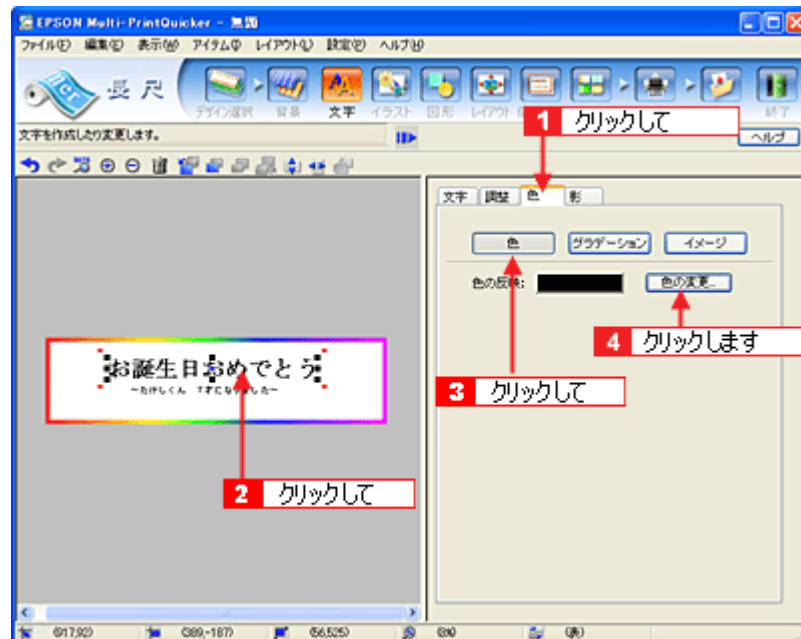 EPSON Multi-PrintQuicker - 無題
ファイル(F) 編集(E) 表示(W) アイテム(I) レイアウト(L) 設定(P) ヘルプ(H)
長尺
デザイン選択 背景 文字 イラスト 図形 レイアウト 終了
1 クリックして
文字を作成したり変更します。
ヘルプ
文字 調整 色 影
色 グラデーション イメージ
色の反映: 色の変更...
4 クリックします
お誕生日おめでとう
3 クリックして
2 クリックして